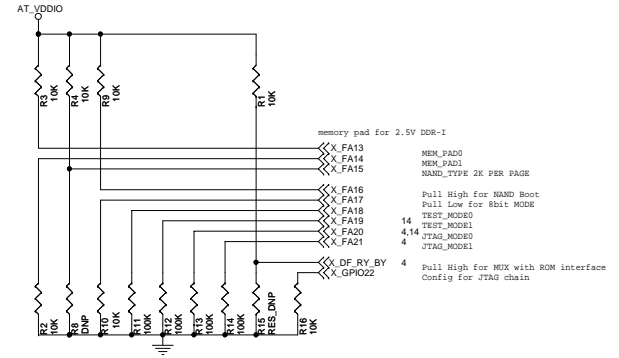 AT_VDDIO
R3 10K
R4 10K
R9 10K
R1 10K
memory pad for 2.5V DDR-I
X_FA13
X_FA14 MEM_PAD0
X_FA15 MEM_PAD1
NAND_TYPE 2K PER PAGE
X_FA16
X_FA17 Pull High for NAND Boot
X_FA18 Pull Low for 8bit MODE
X_FA19 14 TEST_MODE0
X_FA20 4,14 TEST_MODE1
X_FA21 4 JTAG_MODE0
JTAG_MODE1
X_DF_RY_BY 4 Pull High for MUX with ROM interface
X_GPIO22 Config for JTAG chain
R2 10K
R8 DNP
R10 10K
R11 100K
R12 100K
R13 100K
R14 100K
R15 RES_DNP
R16 10K